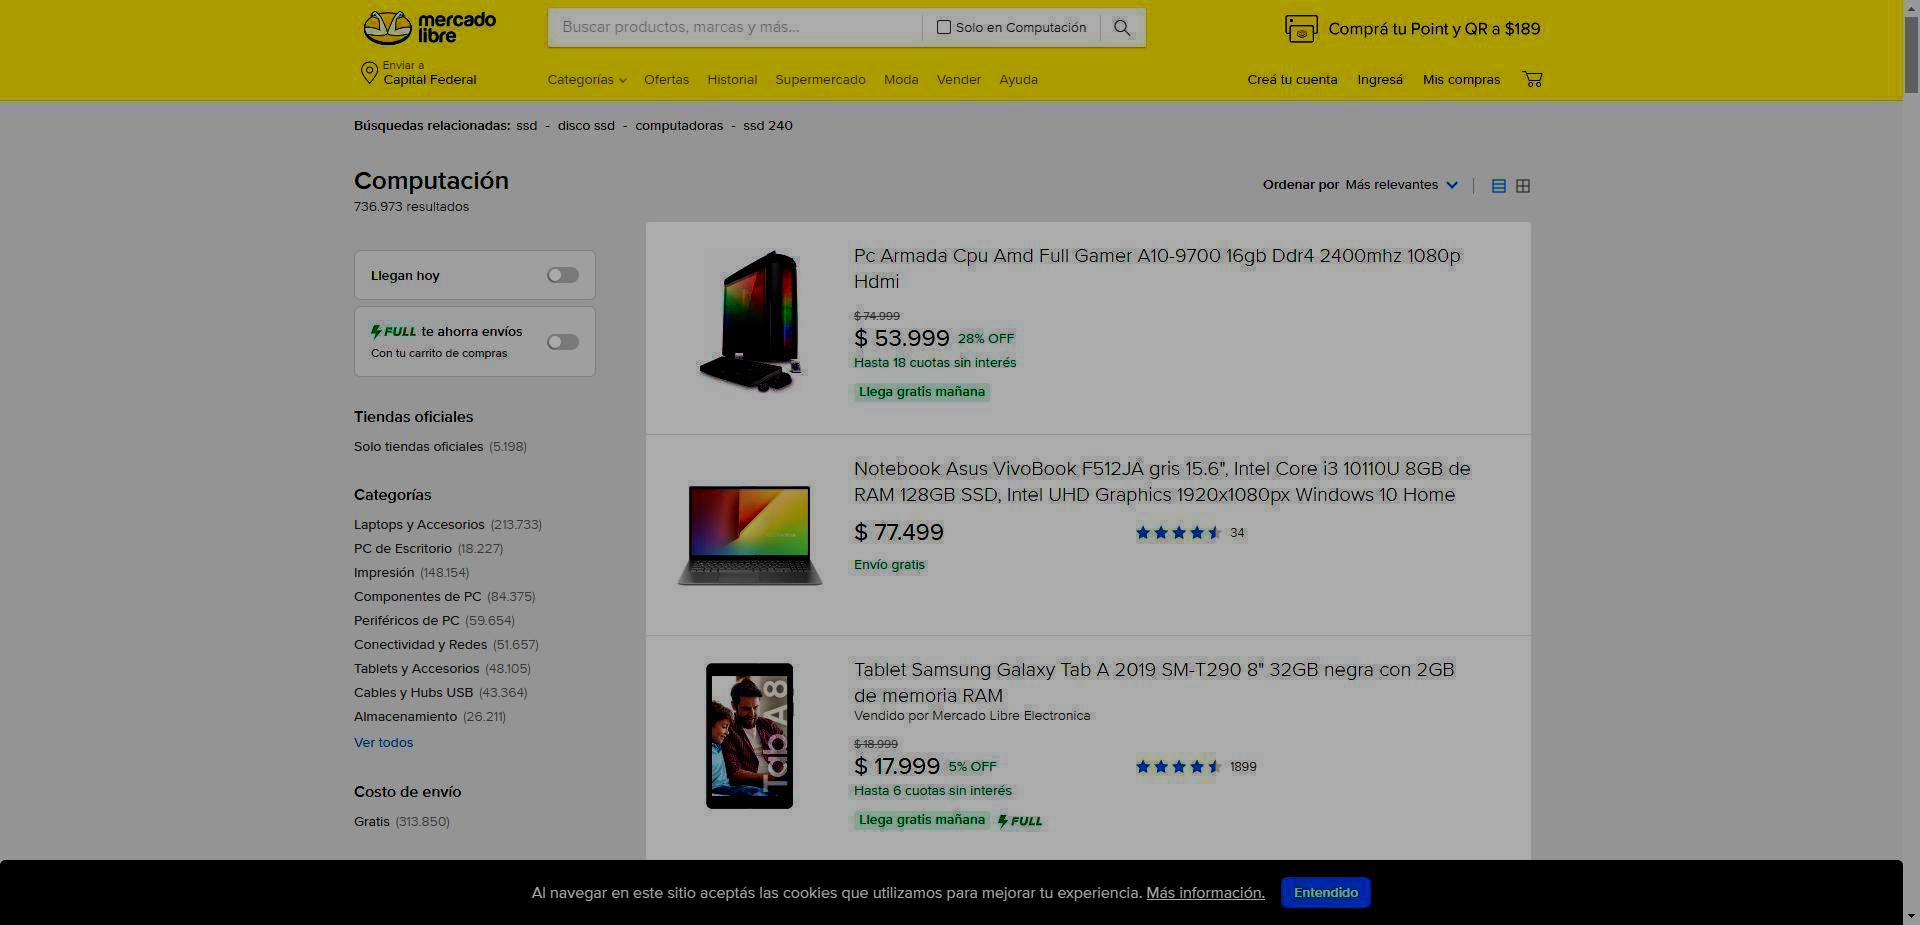 mercado
libre
Buscar productos, marcas y más...
Solo en Computación
Comprá tu Point y QR a $189
Enviar a
Capital Federal
Categorías Ofertas Historial Supermercado Moda Vender Ayuda
Creá tu cuenta Ingresá Mis compras
Búsquedas relacionadas: ssd - disco ssd - computadoras - ssd 240
Computación
736.973 resultados
Ordenar por Más relevantes
Llegan hoy
FULL te ahorra envíos
Con tu carrito de compras
Tiendas oficiales
Solo tiendas oficiales (5.198)
Categorías
Laptops y Accesorios (213.733)
PC de Escritorio (18.227)
Impresión (148.154)
Componentes de PC (84.375)
Periféricos de PC (59.654)
Conectividad y Redes (51.657)
Tablets y Accesorios (48.105)
Cables y Hubs USB (43.364)
Almacenamiento (26.211)
Ver todos
Costo de envío
Gratis (313.850)
Pc Armada Cpu Amd Full Gamer A10-9700 16gb Ddr4 2400mhz 1080p
Hdmi
$ 74.999
$ 53.999 28% OFF
Hasta 18 cuotas sin interés
Llega gratis mañana
Notebook Asus VivoBook F512JA gris 15.6", Intel Core i3 10110U 8GB de
RAM 128GB SSD, Intel UHD Graphics 1920x1080px Windows 10 Home
$ 77.499
34
Envío gratis
Tab A 8
Tablet Samsung Galaxy Tab A 2019 SM-T290 8" 32GB negra con 2GB
de memoria RAM
Vendido por Mercado Libre Electronica
$ 18.999
$ 17.999 5% OFF
1899
Hasta 6 cuotas sin interés
Llega gratis mañana FULL
Al navegar en este sitio aceptás las cookies que utilizamos para mejorar tu experiencia. Más información.
Entendido